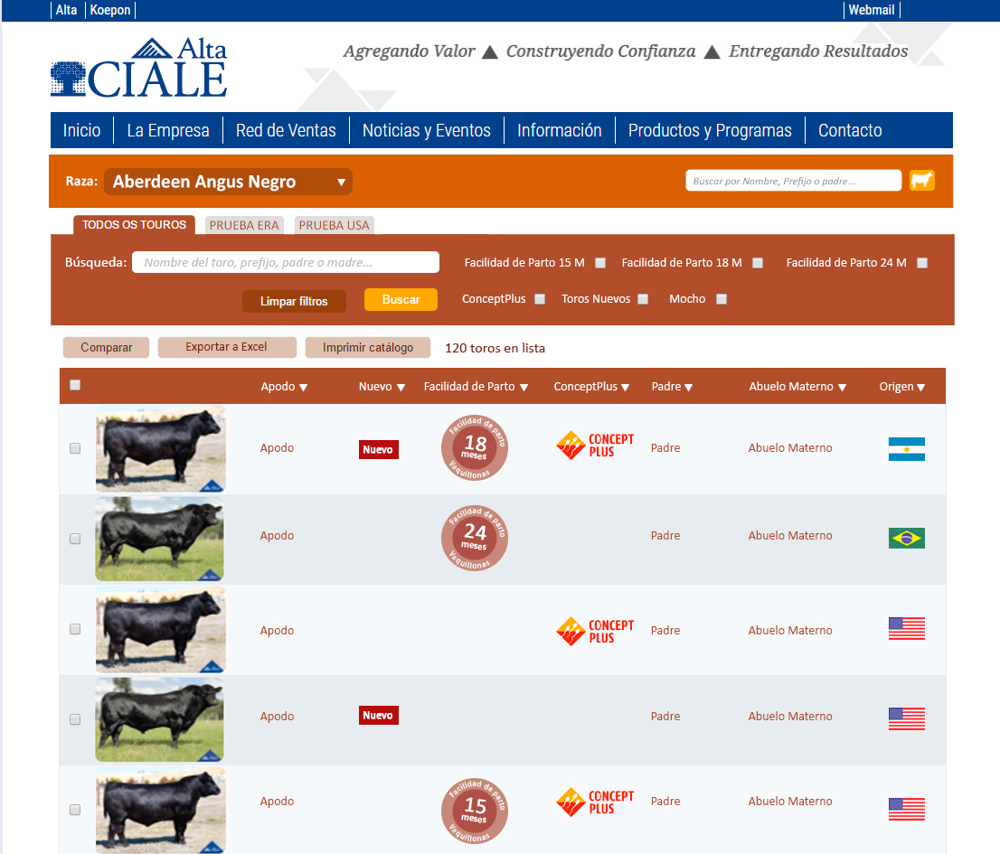 Alta Koepon Webmail
Alta
CIALE
Agregando Valor ▲ Construyendo Confianza ▲ Entregando Resultados
Inicio La Empresa Red de Ventas Noticias y Eventos Información Productos y Programas Contacto
Raza: Aberdeen Angus Negro ▼ Buscar por Nombre, Prefijo o padre...
TODOS OS TOUROS PRUEBA ERA PRUEBA USA
Búsqueda: Nombre del toro, prefijo, padre o madre... Facilidad de Parto 15 M Facilidad de Parto 18 M Facilidad de Parto 24 M
Limpar filtros Buscar ConceptPlus Toros Nuevos Mocho
Comparar Exportar a Excel Imprimir catálogo 120 toros en lista
Apodo ▼ Nuevo ▼ Facilidad de Parto ▼ ConceptPlus ▼ Padre ▼ Abuelo Materno ▼ Origen ▼
Apodo Nuevo Facilidad de parto 18 meses Vaquillonas CONCEPT PLUS Padre Abuelo Materno
Apodo Facilidad de parto 24 meses Vaquillonas Padre Abuelo Materno
Apodo CONCEPT PLUS Padre Abuelo Materno
Apodo Nuevo Padre Abuelo Materno
Apodo Facilidad de parto 15 meses Vaquillonas CONCEPT PLUS Padre Abuelo Materno